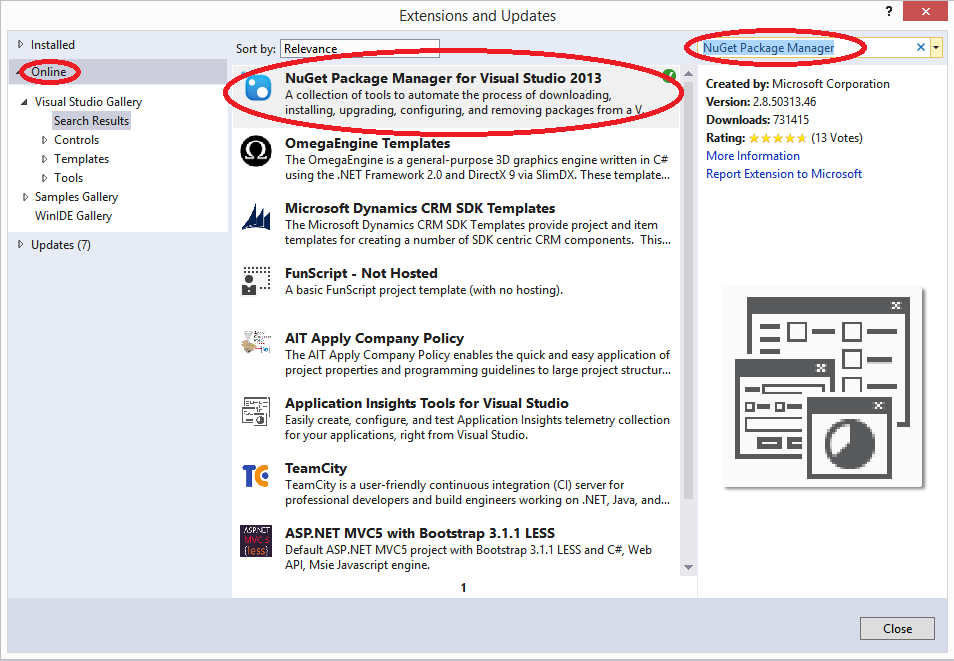 Extensions and Updates
?
Installed
Online
Visual Studio Gallery
Search Results
Controls
Templates
Tools
Samples Gallery
WinIDE Gallery
Updates (7)
Sort by: Relevance
NuGet Package Manager for Visual Studio 2013
A collection of tools to automate the process of downloading,
installing, upgrading, configuring, and removing packages from a V...
OmegaEngine Templates
The OmegaEngine is a general-purpose 3D graphics engine written in C#
using the .NET Framework 2.0 and DirectX 9 via SlimDX. These template...
Microsoft Dynamics CRM SDK Templates
The Microsoft Dynamics CRM SDK Templates provide project and item
templates for creating a number of SDK centric CRM components. This...
FunScript - Not Hosted
A basic FunScript project template (with no hosting).
AIT Apply Company Policy
The AIT Apply Company Policy enables the quick and easy application of
project properties and programming guidelines to large project structur...
Application Insights Tools for Visual Studio
Easily create, configure, and test Application Insights telemetry collection
for your applications, right from Visual Studio.
TC
TeamCity
TeamCity is a user-friendly continuous integration (CI) server for
professional developers and build engineers working on .NET, Java, and...
ASP.NET
MVC 5
{less}
ASP.NET MVC5 with Bootstrap 3.1.1 LESS
Default ASP.NET MVC5 project with Bootstrap 3.1.1 LESS and C#, Web
API, Msie Javascript engine.
1
NuGet Package Manager
Created by: Microsoft Corporation
Version: 2.8.50313.46
Downloads: 731415
Rating: (13 Votes)
More Information
Report Extension to Microsoft
Close